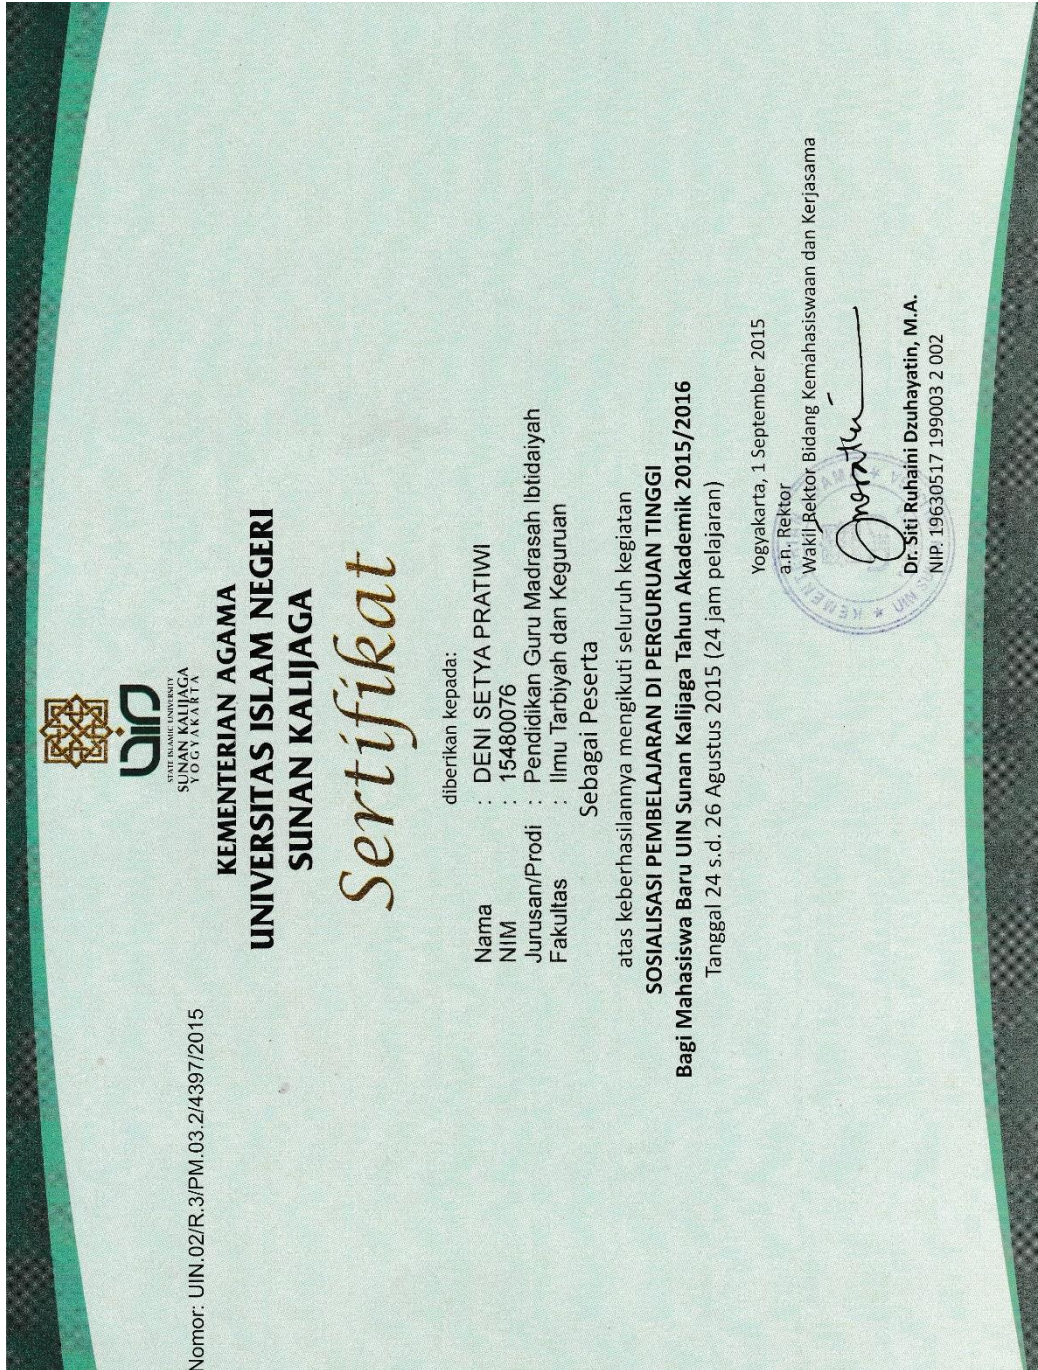 Nomor: UIN.02/R.3/PM.03.2/4397/2015
UIN
STATE ISLAMIC UNIVERSITY
SUNAN KALIJAGA
YOGYAKARTA
KEMENTERIAN AGAMA
UNIVERSITAS ISLAM NEGERI
SUNAN KALIJAGA
Sertifikat
diberikan kepada:
Nama : DENI SETYA PRATIWI
NIM : 15480076
Jurusan/Prodi : Pendidikan Guru Madrasah Ibtidaiyah
Fakultas : Ilmu Tarbiyah dan Keguruan
Sebagai Peserta
atas keberhasilannya mengikuti seluruh kegiatan
SOSIALISASI PEMBELAJARAN DI PERGURUAN TINGGI
Bagi Mahasiswa Baru UIN Sunan Kalijaga Tahun Akademik 2015/2016
Tanggal 24 s.d. 26 Agustus 2015 (24 jam pelajaran)
Yogyakarta, 1 September 2015
a.n. Rektor
Wakil Rektor Bidang Kemahasiswaan dan Kerjasama
Dr. Siti Ruhaini Dzuhayatin, M.A.
NIP. 19630517 199003 2 002